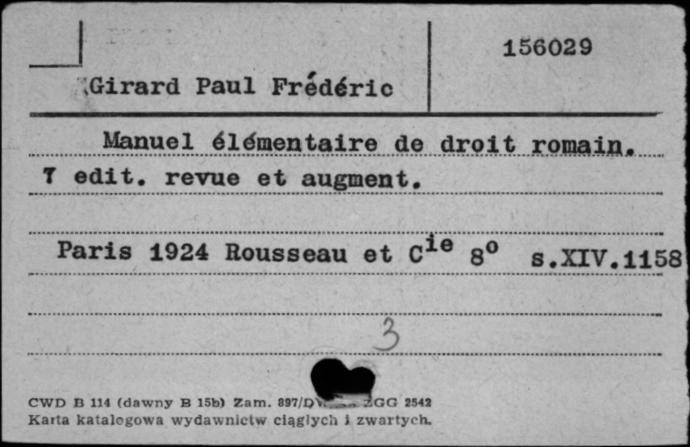 156029
Girard Paul Frédéric
Manuel élémentaire de droit romain.
7 edit. revue et augment.
Paris 1924 Rousseau et Cie 8o s.XIV.1158
3
CWD B 114 (dawny B 15b) Zam. 897/ ZGG 2542
Karta katalogowa wydawnictw ciągłych i zwartych.